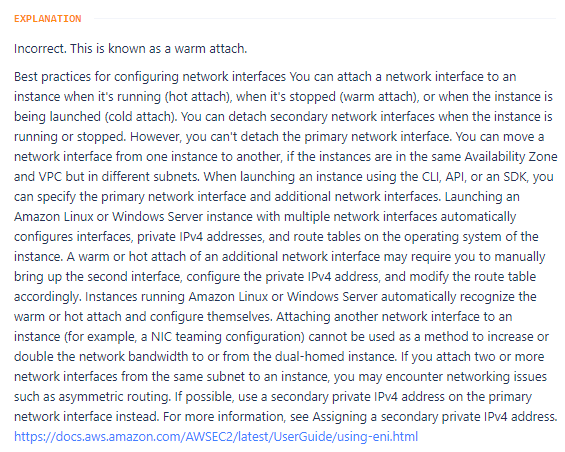 EXPLANATION
Incorrect. This is known as a warm attach.
Best practices for configuring network interfaces You can attach a network interface to an
instance when it's running (hot attach), when it's stopped (warm attach), or when the instance is
being launched (cold attach). You can detach secondary network interfaces when the instance is
running or stopped. However, you can't detach the primary network interface. You can move a
network interface from one instance to another, if the instances are in the same Availability Zone
and VPC but in different subnets. When launching an instance using the CLI, API, or an SDK, you
can specify the primary network interface and additional network interfaces. Launching an
Amazon Linux or Windows Server instance with multiple network interfaces automatically
configures interfaces, private IPv4 addresses, and route tables on the operating system of the
instance. A warm or hot attach of an additional network interface may require you to manually
bring up the second interface, configure the private IPv4 address, and modify the route table
accordingly. Instances running Amazon Linux or Windows Server automatically recognize the
warm or hot attach and configure themselves. Attaching another network interface to an
instance (for example, a NIC teaming configuration) cannot be used as a method to increase or
double the network bandwidth to or from the dual-homed instance. If you attach two or more
network interfaces from the same subnet to an instance, you may encounter networking issues
such as asymmetric routing. If possible, use a secondary private IPv4 address on the primary
network interface instead. For more information, see Assigning a secondary private IPv4 address.
https://docs.aws.amazon.com/AWSEC2/latest/UserGuide/using-eni.html